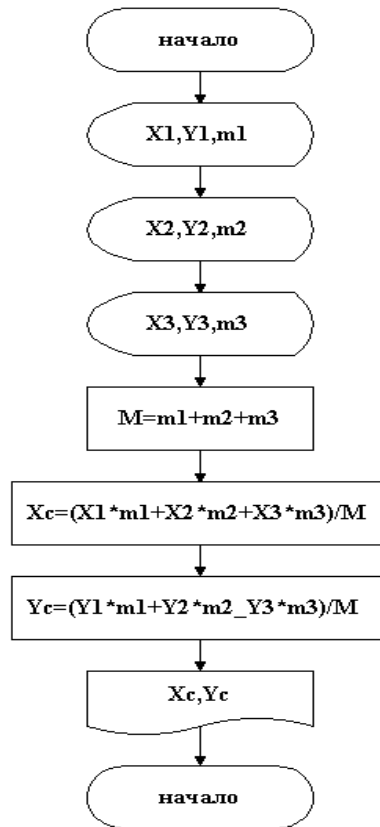 начало
X1,Y1,m1
X2,Y2,m2
X3,Y3,m3
M=m1+m2+m3
Xc=(X1*m1+X2*m2+X3*m3)/M
Yc=(Y1*m1+Y2*m2_Y3*m3)/M
Xc,Yc
начало